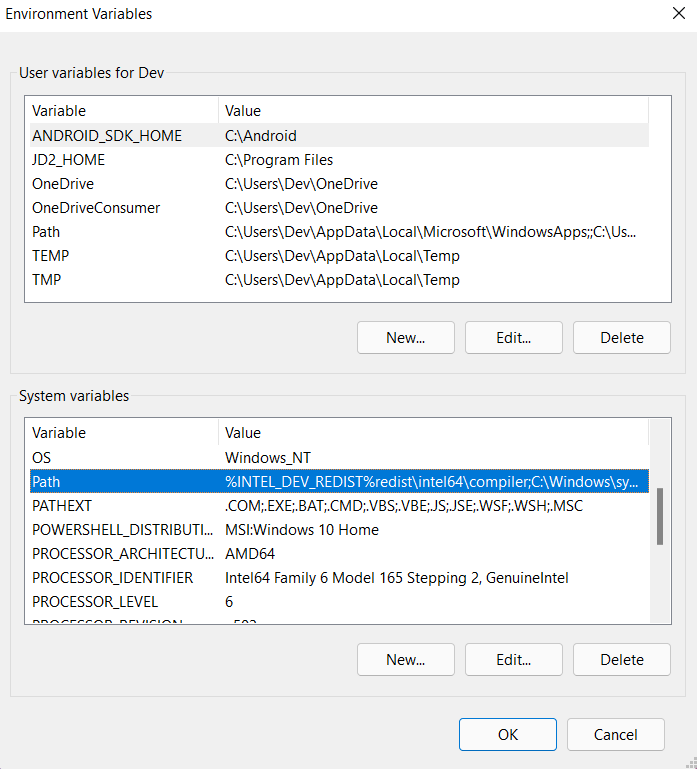 Environment Variables
User variables for Dev
Variable Value
ANDROID_SDK_HOME C:\Android
JD2_HOME C:\Program Files
OneDrive C:\Users\Dev\OneDrive
OneDriveConsumer C:\Users\Dev\OneDrive
Path C:\Users\Dev\AppData\Local\Microsoft\WindowsApps;;C:\Us...
TEMP C:\Users\Dev\AppData\Local\Temp
TMP C:\Users\Dev\AppData\Local\Temp
New... Edit... Delete
System variables
Variable Value
OS Windows_NT
Path %INTEL_DEV_REDIST%redist\intel64\compiler;C:\Windows\sy...
PATHEXT .COM;.EXE;.BAT;.CMD;.VBS;.VBE;.JS;.JSE;.WSF;.WSH;.MSC
POWERSHELL_DISTRIBUTI... MSI:Windows 10 Home
PROCESSOR_ARCHITECTU... AMD64
PROCESSOR_IDENTIFIER Intel64 Family 6 Model 165 Stepping 2, GenuineIntel
PROCESSOR_LEVEL 6
PROCESSOR_REVISION
New... Edit... Delete
OK Cancel